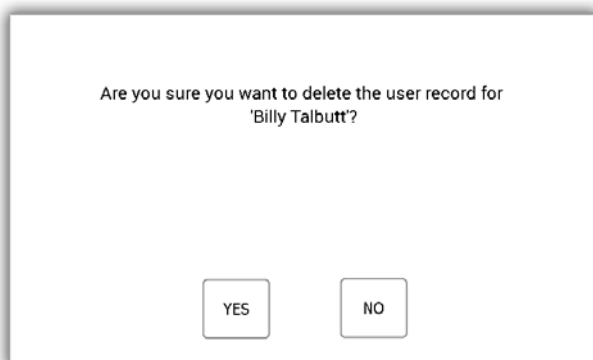 Are you sure you want to delete the user record for
'Billy Talbutt'?
YES NO